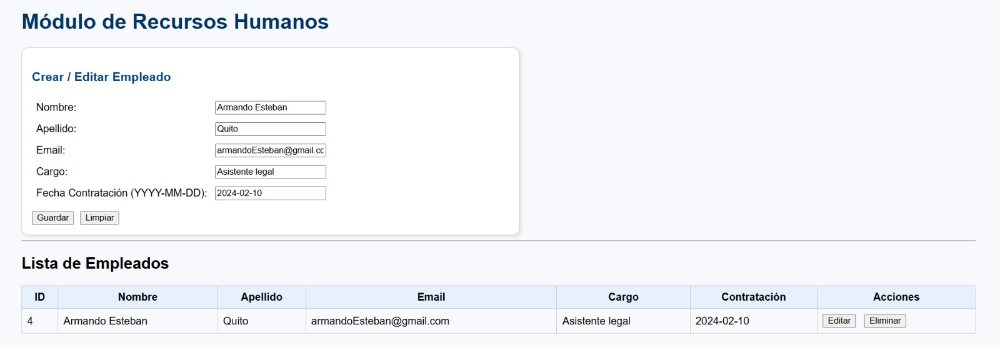 Módulo de Recursos Humanos
Crear / Editar Empleado
Nombre: Armando Esteban
Apellido: Quito
Email: armandoEsteban@gmail.cc
Cargo: Asistente legal
Fecha Contratación (YYYY-MM-DD): 2024-02-10
Guardar Limpiar
Lista de Empleados
ID Nombre Apellido Email Cargo Contratación Acciones
4 Armando Esteban Quito armandoEsteban@gmail.com Asistente legal 2024-02-10 Editar Eliminar